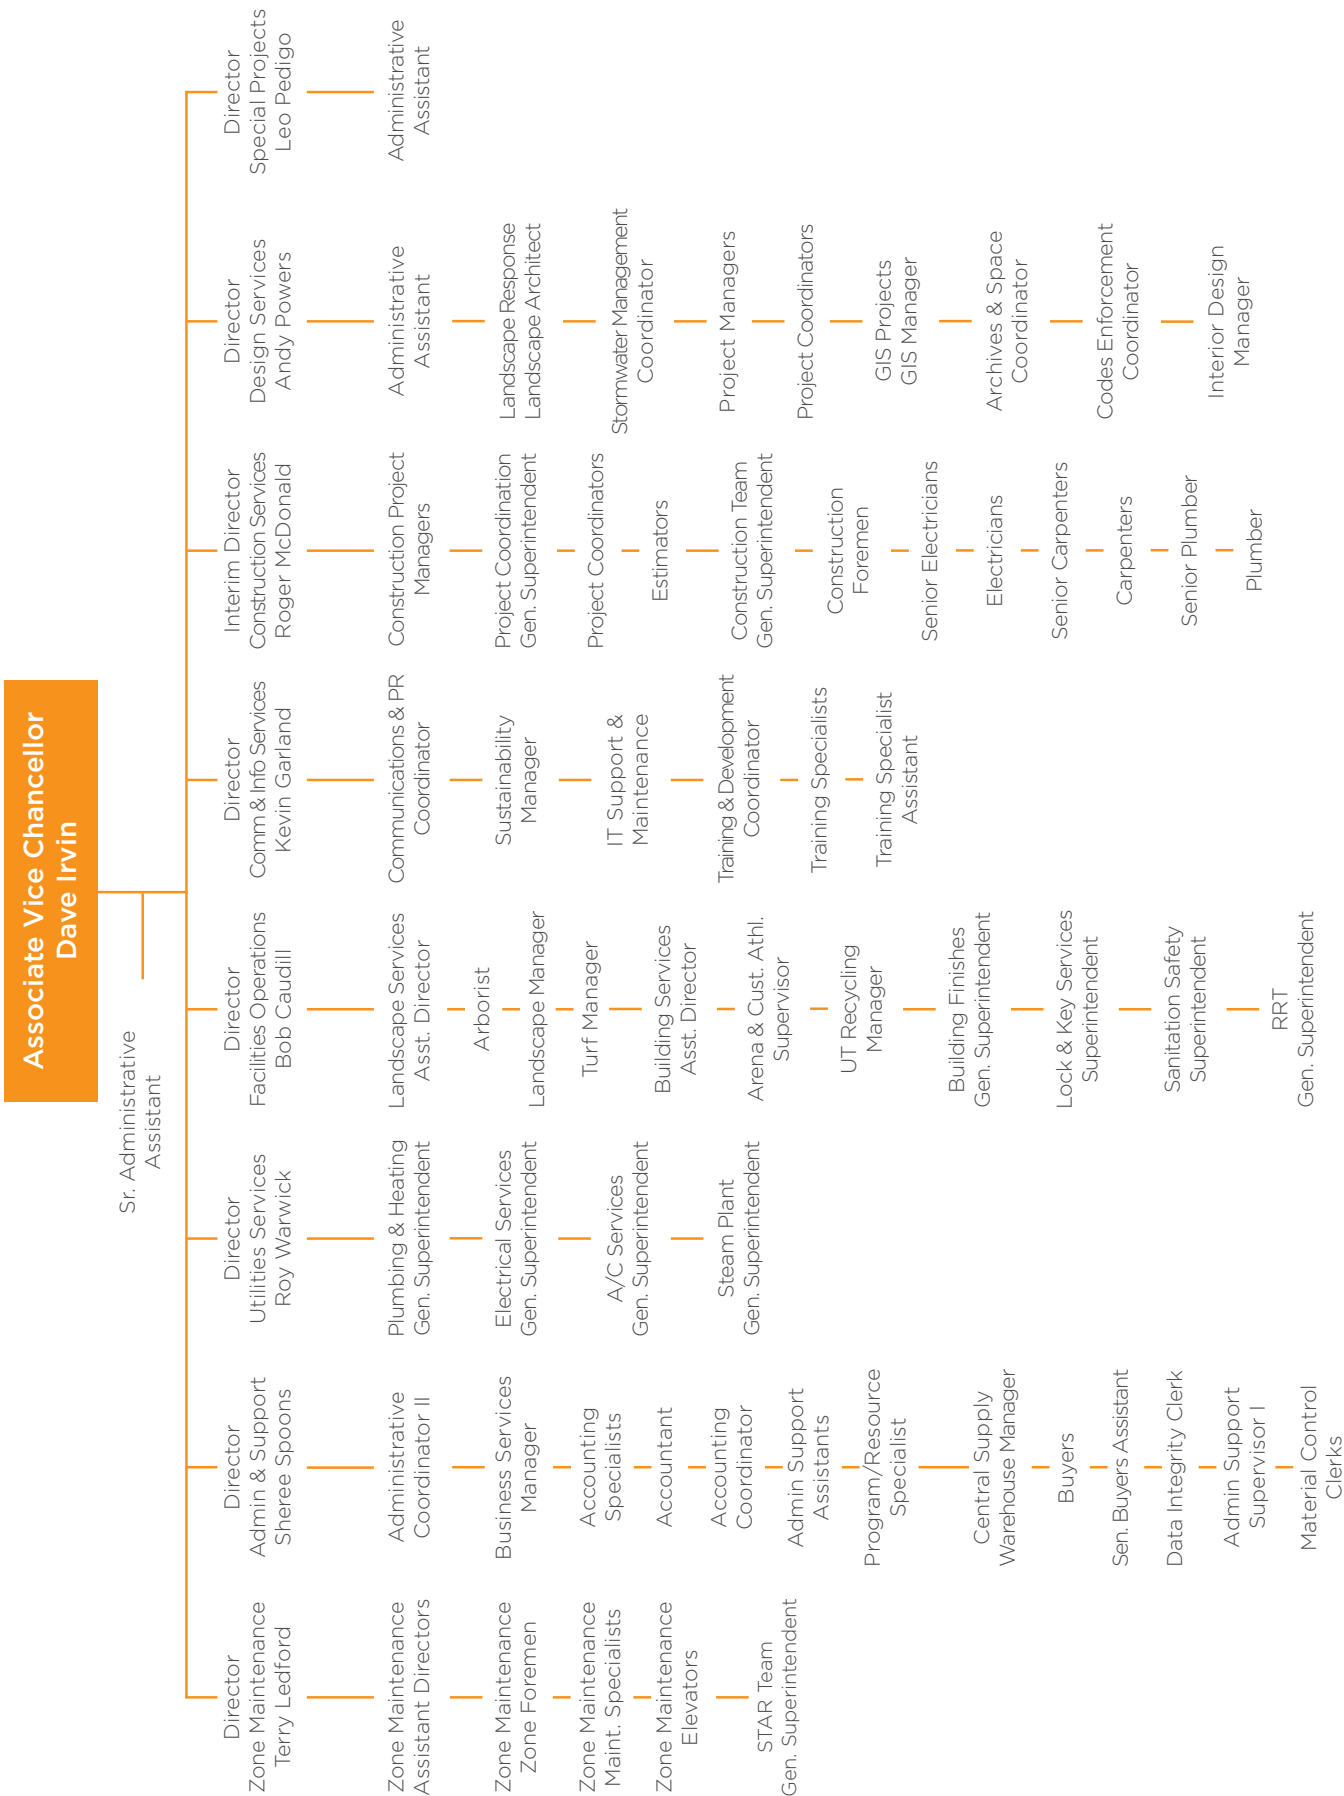 Associate Vice Chancellor
Dave Irvin
Sr. Administrative
Assistant
Director
Zone Maintenance
Terry Ledford
Zone Maintenance
Assistant Directors
Zone Maintenance
Zone Foremen
Zone Maintenance
Maint. Specialists
Zone Maintenance
Elevators
STAR Team
Gen. Superintendent
Director
Admin & Support
Sheree Spoons
Administrative
Coordinator II
Business Services
Manager
Accounting
Specialists
Accountant
Accounting
Coordinator
Admin Support
Assistants
Program/Resource
Specialist
Central Supply
Warehouse Manager
Buyers
Sen. Buyers Assistant
Data Integrity Clerk
Admin Support
Supervisor I
Material Control
Clerks
Director
Utilities Services
Roy Warwick
Plumbing & Heating
Gen. Superintendent
Electrical Services
Gen. Superintendent
A/C Services
Gen. Superintendent
Steam Plant
Gen. Superintendent
Director
Facilities Operations
Bob Caudill
Landscape Services
Asst. Director
Arborist
Landscape Manager
Turf Manager
Building Services
Asst. Director
Arena & Cust. Athl.
Supervisor
UT Recycling
Manager
Building Finishes
Gen. Superintendent
Lock & Key Services
Superintendent
Sanitation Safety
Superintendent
RRT
Gen. Superintendent
Director
Comm & Info Services
Kevin Garland
Communications & PR
Coordinator
Sustainability
Manager
IT Support &
Maintenance
Training & Development
Coordinator
Training Specialists
Training Specialist
Assistant
Interim Director
Construction Services
Roger McDonald
Construction Project
Managers
Project Coordination
Gen. Superintendent
Project Coordinators
Estimators
Construction Team
Gen. Superintendent
Construction
Foremen
Senior Electricians
Electricians
Senior Carpenters
Carpenters
Senior Plumber
Plumber
Director
Design Services
Andy Powers
Administrative
Assistant
Landscape Response
Landscape Architect
Stormwater Management
Coordinator
Project Managers
Project Coordinators
GIS Projects
GIS Manager
Archives & Space
Coordinator
Codes Enforcement
Coordinator
Interior Design
Manager
Director
Special Projects
Leo Pedigo
Administrative
Assistant